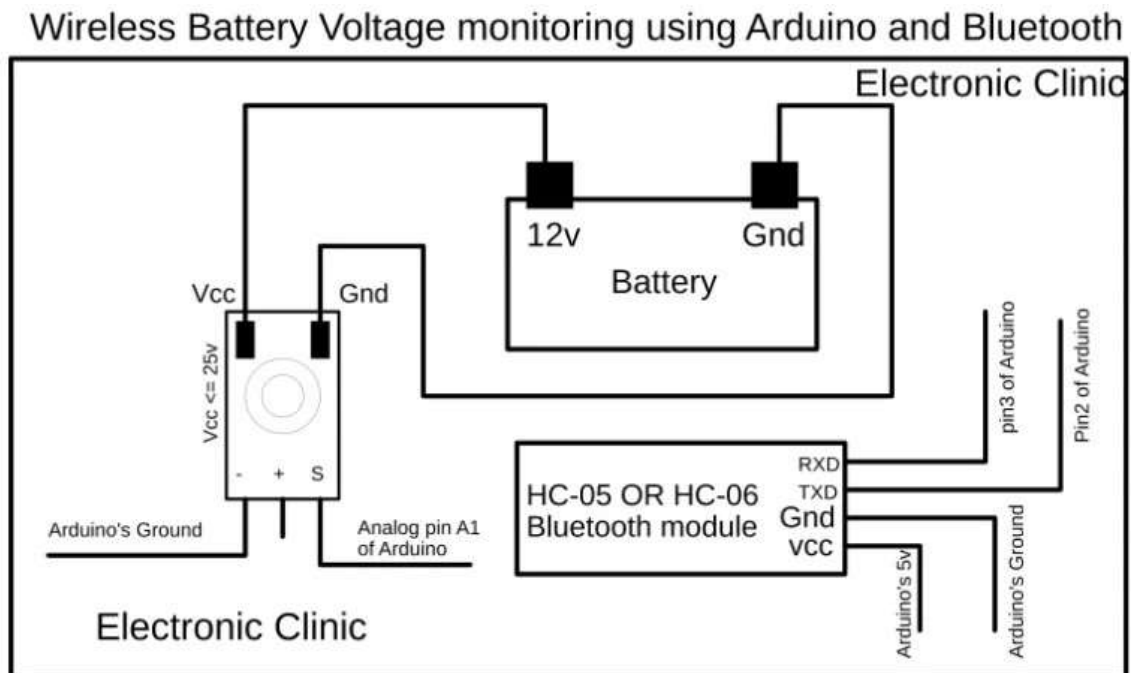 Wireless Battery Voltage monitoring using Arduino and Bluetooth
Electronic Clinic
12v
Gnd
Battery
Vcc
Gnd
Vcc <= 25v
- + S
Arduino's Ground
Analog pin A1
of Arduino
Electronic Clinic
pin3 of Arduino
Pin2 of Arduino
HC-05 OR HC-06
Bluetooth module
RXD
TXD
Gnd
vcc
Arduino's 5v
Arduino's Ground